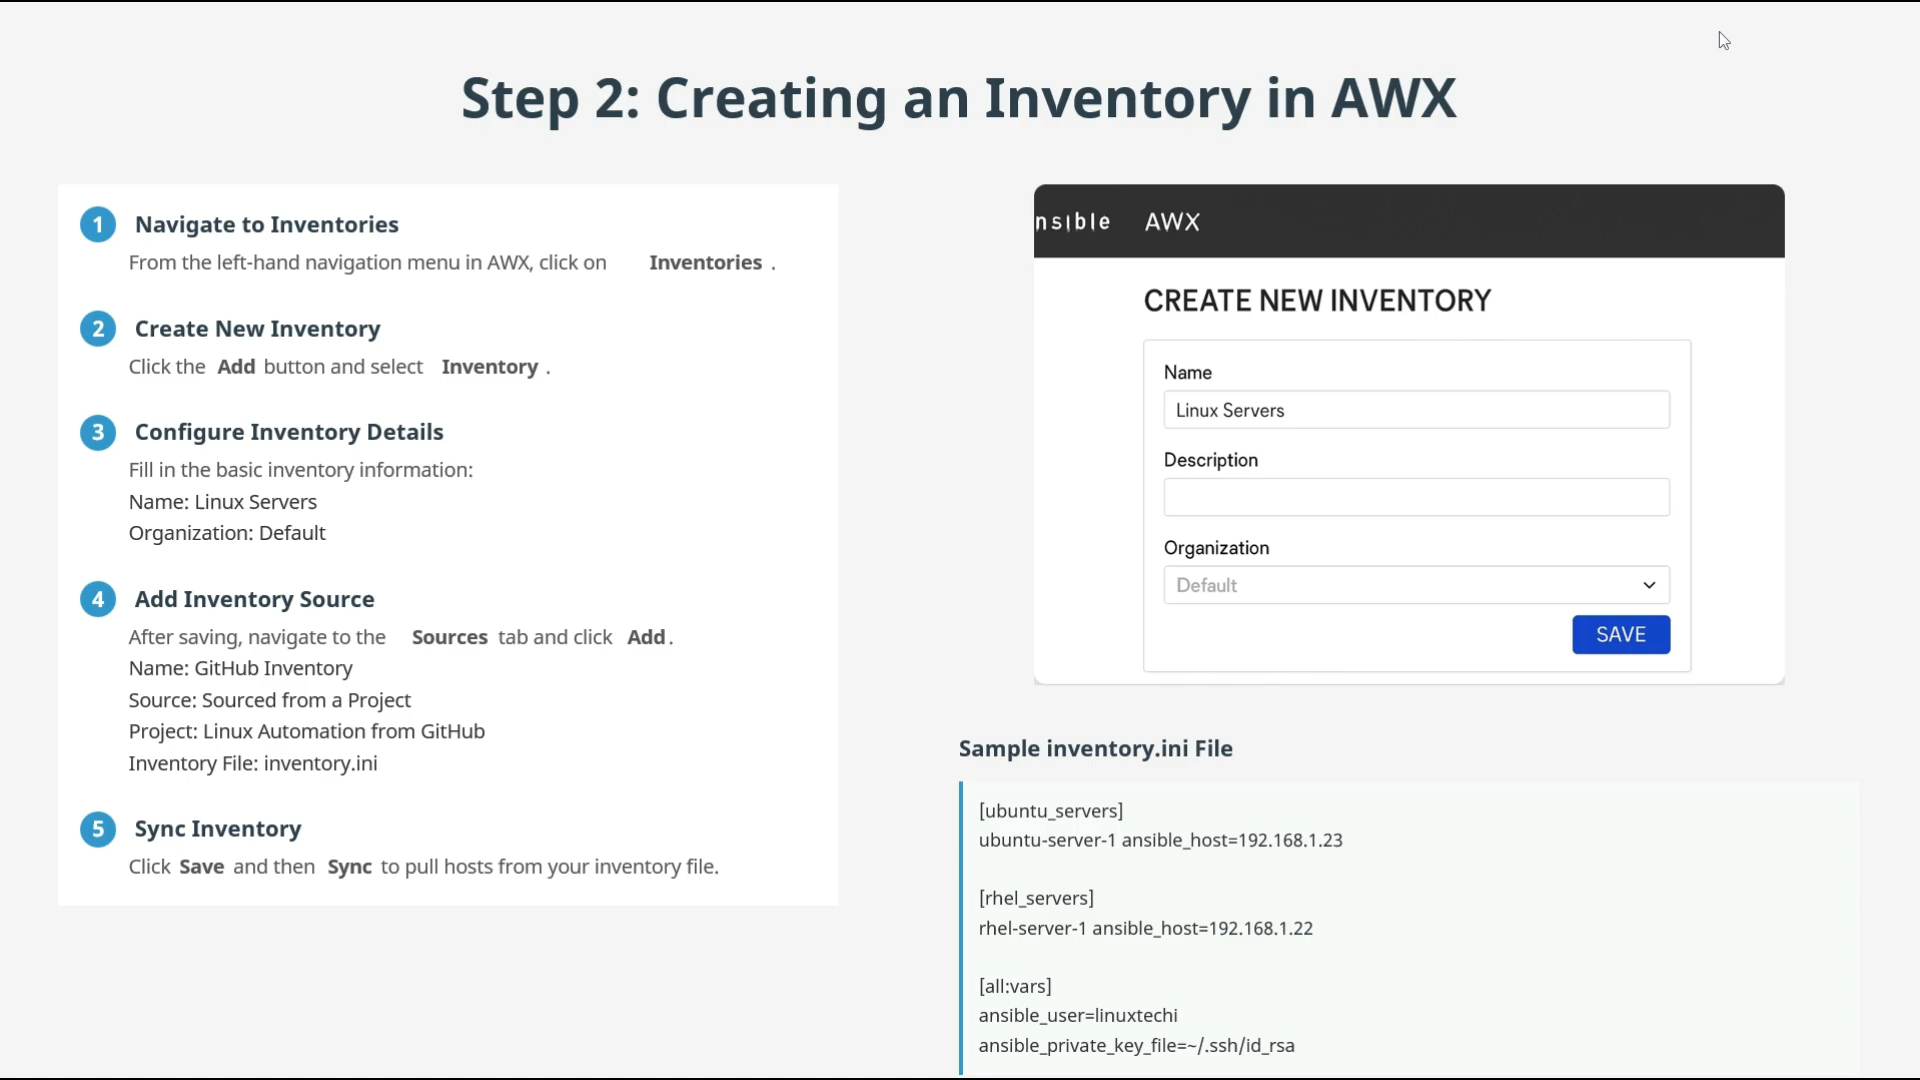 Step 2: Creating an Inventory in AWX
1 Navigate to Inventories
From the left-hand navigation menu in AWX, click on Inventories .
2 Create New Inventory
Click the Add button and select Inventory .
3 Configure Inventory Details
Fill in the basic inventory information:
Name: Linux Servers
Organization: Default
4 Add Inventory Source
After saving, navigate to the Sources tab and click Add.
Name: GitHub Inventory
Source: Sourced from a Project
Project: Linux Automation from GitHub
Inventory File: inventory.ini
5 Sync Inventory
Click Save and then Sync to pull hosts from your inventory file.
nsible AWX
CREATE NEW INVENTORY
Name
Linux Servers
Description
Organization
Default
SAVE
Sample inventory.ini File
[ubuntu_servers]
ubuntu-server-1 ansible_host=192.168.1.23
[rhel_servers]
rhel-server-1 ansible_host=192.168.1.22
[all:vars]
ansible_user=linuxtechi
ansible_private_key_file=~/.ssh/id_rsa